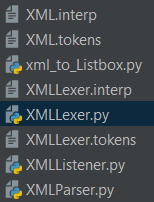 XML.interp
XML.tokens
xml_to_Listbox.py
XMLLexer.interp
XMLLexer.py
XMLLexer.tokens
XMLListener.py
XMLParser.py